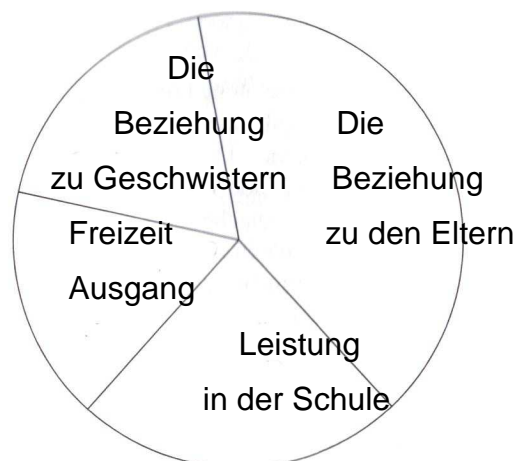 Die
Beziehung
zu Geschwistern
Die
Beziehung
zu den Eltern
Freizeit
Ausgang
Leistung
in der Schule